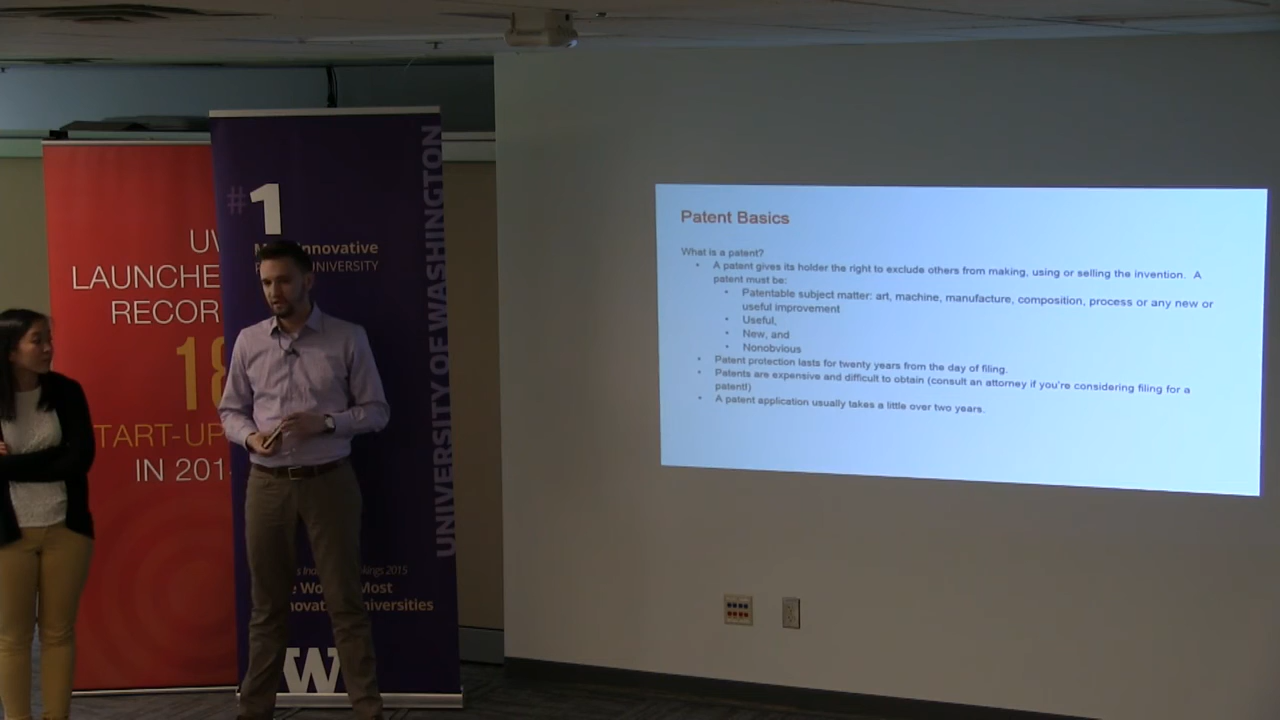 UW
LAUNCHE
RECOR
18
TART-UP
IN 201
#1
Innovative
UNIVERSITY
UNIVERSITY OF WASHINGTON
kings 2015
Most
niversities
W
Patent Basics
What is a patent?
• A patent gives its holder the right to exclude others from making, using or selling the invention. A
patent must be:
• Patentable subject matter: art, machine, manufacture, composition, process or any new or
useful improvement
• Useful,
• New, and
• Nonobvious
• Patent protection lasts for twenty years from the day of filing.
• Patents are expensive and difficult to obtain (consult an attorney if you're considering filing for a
patent!)
• A patent application usually takes a little over two years.